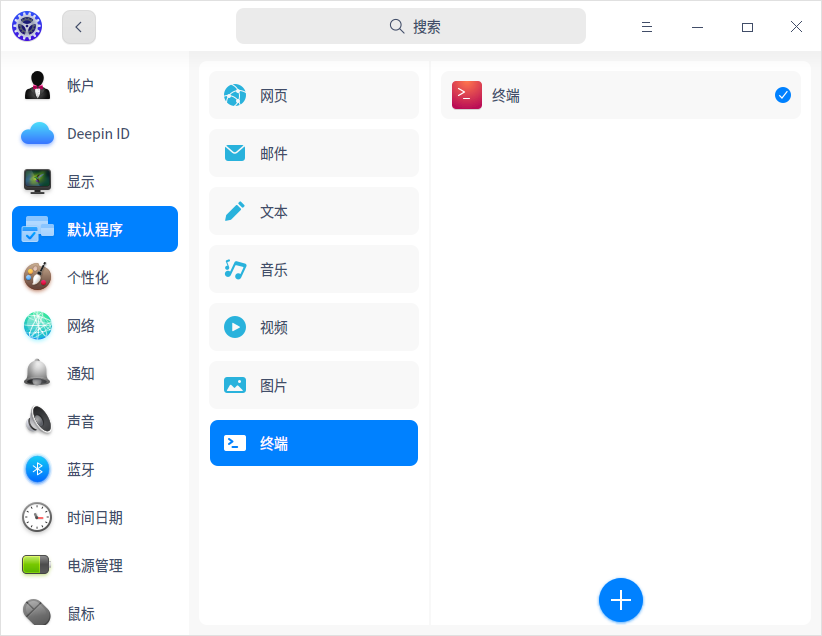 搜索
帐户
Deepin ID
显示
默认程序
个性化
网络
通知
声音
蓝牙
时间日期
电源管理
鼠标
网页
邮件
文本
音乐
视频
图片
终端
终端